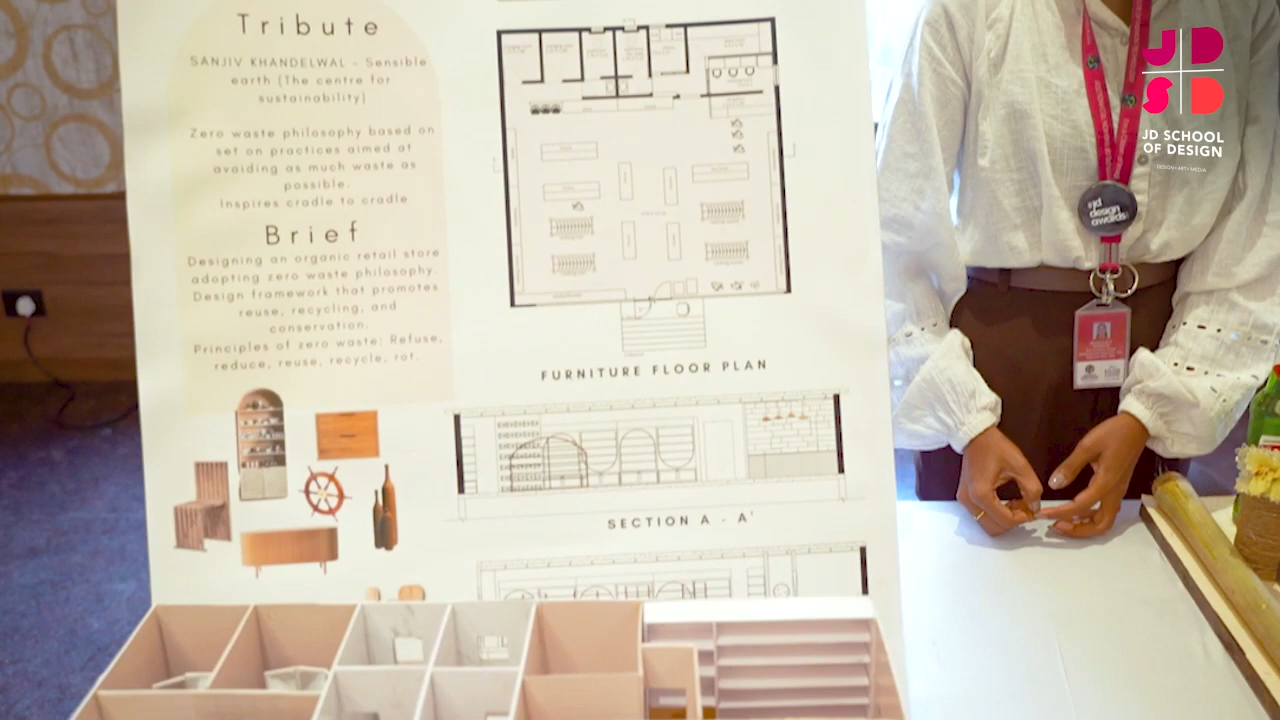 Tribute
SANJIV KHANDELWAL - Sensible
earth (The centre for
sustainability)
Zero waste philosophy based on
set on practices aimed at
avoiding as much waste as
possible.
Inspires cradle to cradle
Brief
Designing an organic retail store
adopting zero waste philosophy.
Design framework that promotes
reuse, recycling, and
conservation.
Principles of zero waste: Refuse,
reduce, reuse, recycle, rot.
FURNITURE FLOOR PLAN
SECTION A - A'
jd
design
awards
JD
SD
JD SCHOOL
OF DESIGN
DESIGN • ART • MEDIA